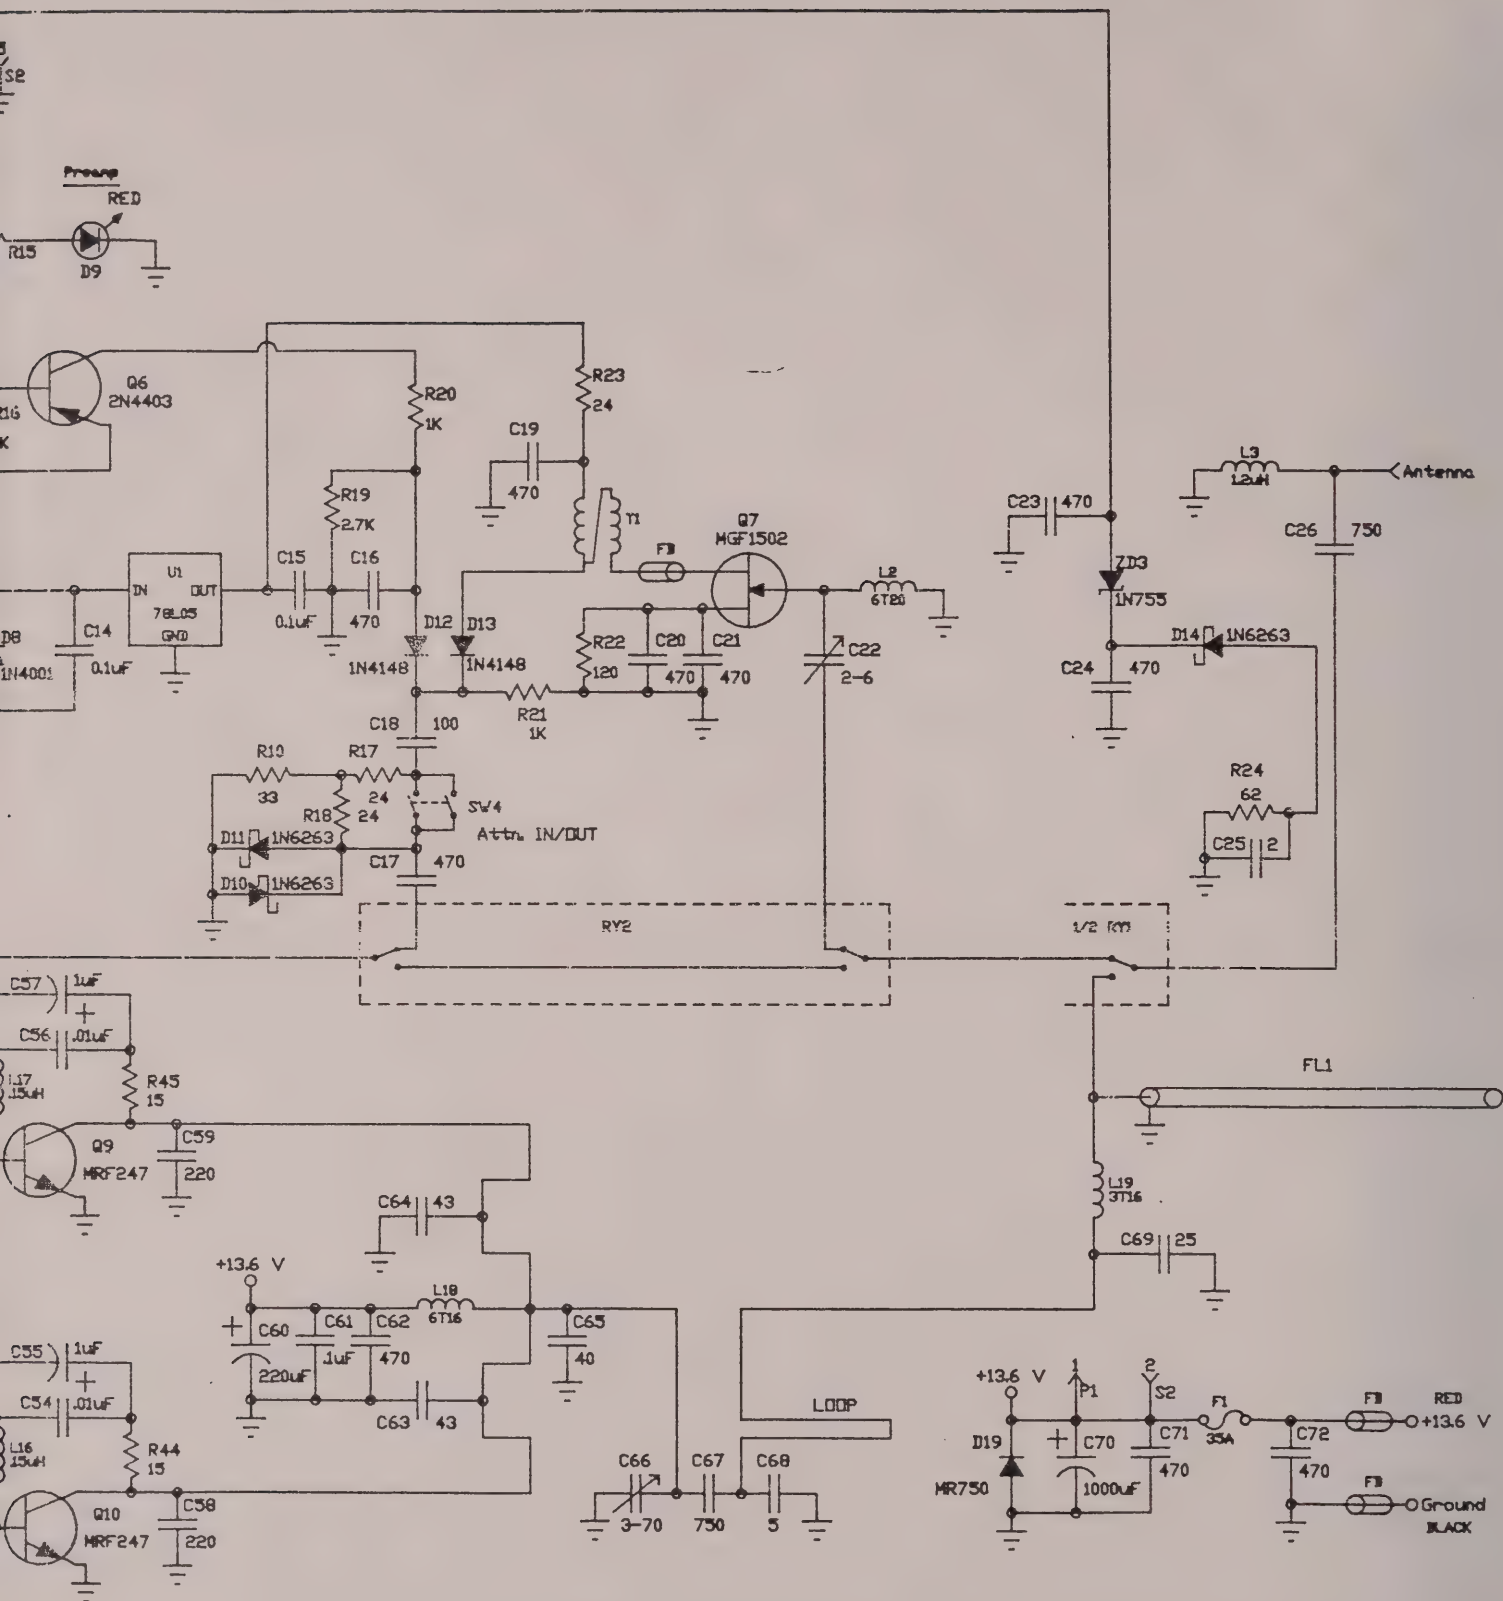 S2
Preamp
RED
R15
D9
Q6
2N4403
R20
1K
R23
24
C19
470
R19
2.7K
T1
Q7
MGF1502
FB
C15
0.1uF
C16
470
U1
IN
OUT
78L05
GND
C14
0.1uF
D8
1N4001
D12
1N4148
D13
1N4148
R22
120
C20
470
C21
470
L2
6T20
C22
2-6
R21
1K
C18
100
R17
24
R18
24
33
SW4
Attn. IN/OUT
D11
1N6263
D10
1N6263
C17
470
RY2
1/2 RY1
C23
470
ZD3
1N755
D14
1N6263
C24
470
R24
62
C25
2
L3
1.2uH
Antenna
C26
750
C57
1uF
+
C56
.01uF
L17
.15uH
R45
15
Q9
MRF247
C59
220
C64
43
+13.6 V
L18
6T16
+
C60
220uF
C61
.1uF
C62
470
C63
43
C65
40
C55
1uF
+
C54
.01uF
L16
.15uH
R44
15
Q10
MRF247
C58
220
C66
3-70
C67
750
C68
5
LOOP
FL1
L19
3T16
C69
25
+13.6 V
1
P1
2
S2
D19
MR750
+
C70
1000uF
C71
470
F1
35A
C72
470
FB
RED
+13.6 V
FB
Ground
BLACK